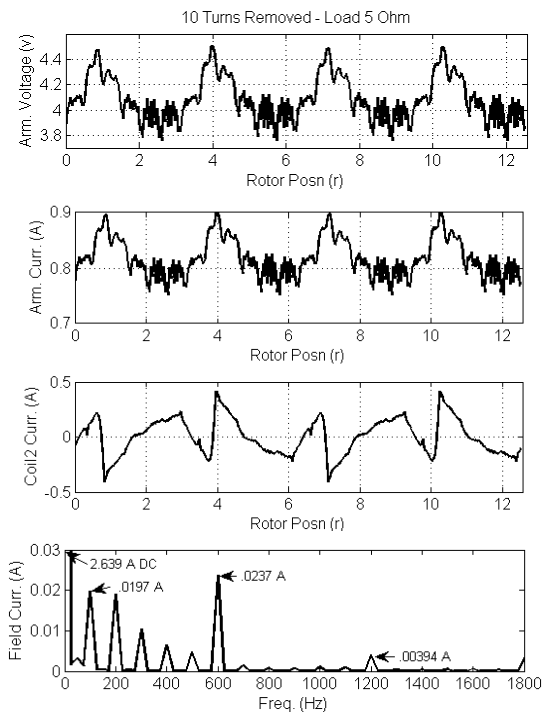 10 Turns Removed - Load 5 Ohm
Arm. Voltage (v)
4.4
4.2
4
3.8
0 2 4 6 8 10 12
Rotor Posn (r)
Arm. Curr. (A)
0.9
0.8
0.7
0 2 4 6 8 10 12
Rotor Posn (r)
Coil2 Curr. (A)
0.5
0
-0.5
0 2 4 6 8 10 12
Rotor Posn (r)
Field Curr. (A)
0.03
0.02
0.01
0
2.639 A DC
.0197 A
.0237 A
.00394 A
0 200 400 600 800 1000 1200 1400 1600 1800
Freq. (Hz)